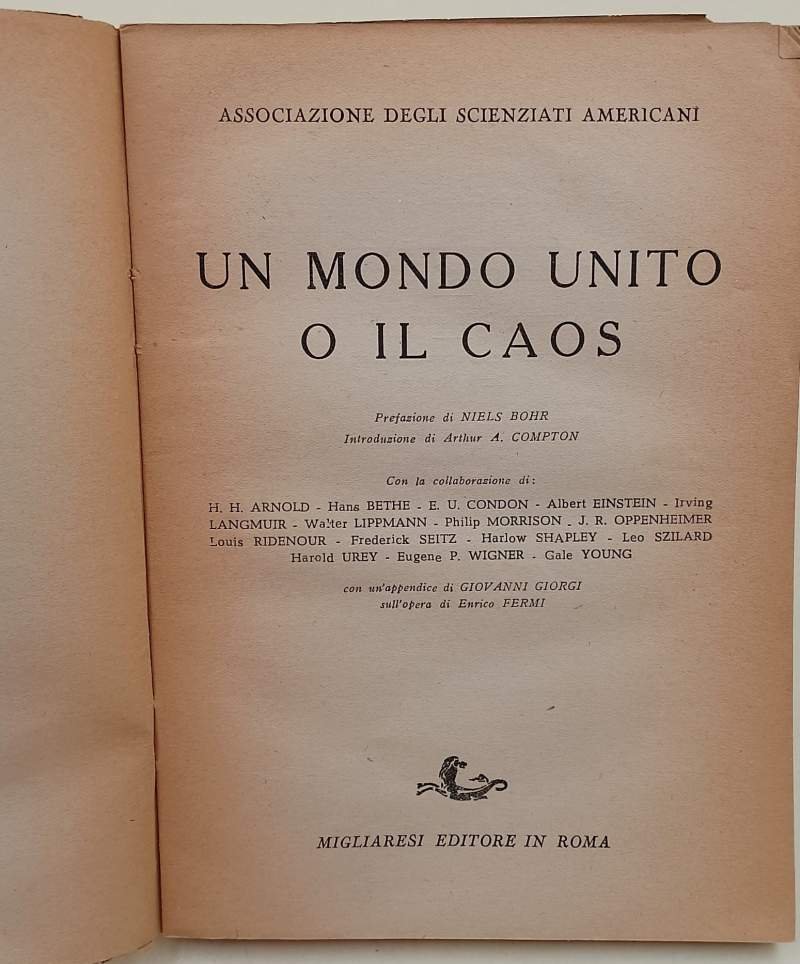 ASSOCIAZIONE DEGLI SCIENZIATI AMERICANI
UN MONDO UNITO
O IL CAOS
Prefazione di NIELS BOHR
Introduzione di Arthur A. COMPTON
Con la collaborazione di:
H. H. ARNOLD - Hans BETHE - E. U. CONDON - Albert EINSTEIN - Irving
LANGMUIR - Walter LIPPMANN - Philip MORRISON - J. R. OPPENHEIMER
Louis RIDENOUR - Frederick SEITZ - Harlow SHAPLEY - Leo SZILARD
Harold UREY - Eugene P. WIGNER - Gale YOUNG
con un'appendice di GIOVANNI GIORGI
sull'opera di Enrico FERMI
MIGLIARESI EDITORE IN ROMA